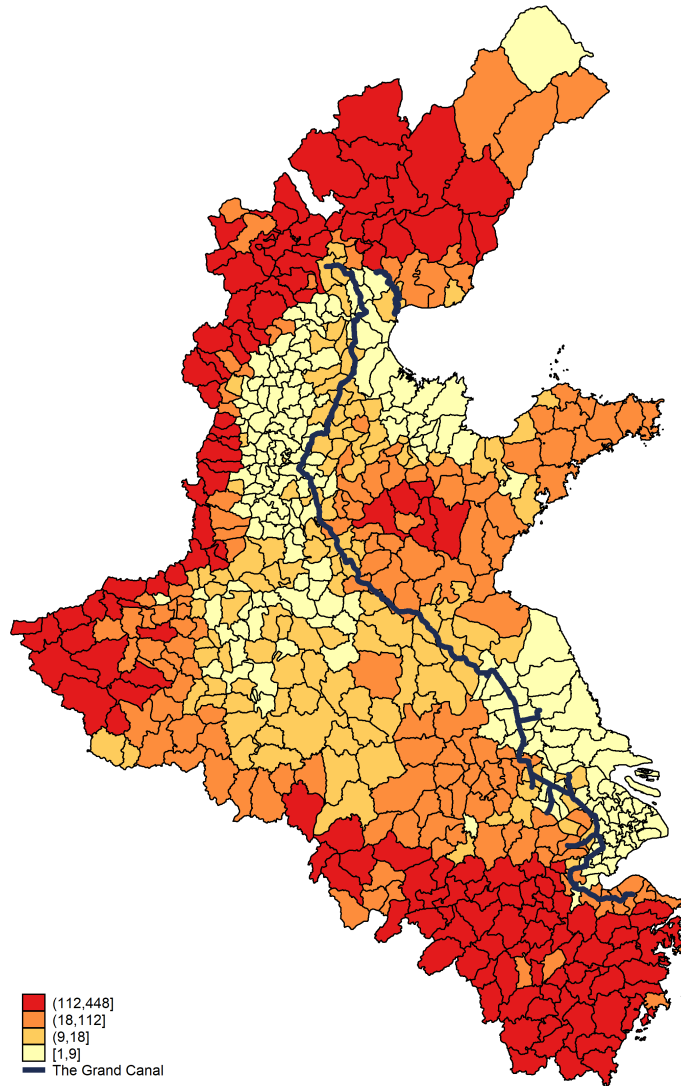 (112,448]
(18,112]
(9,18]
[1,9]
The Grand Canal